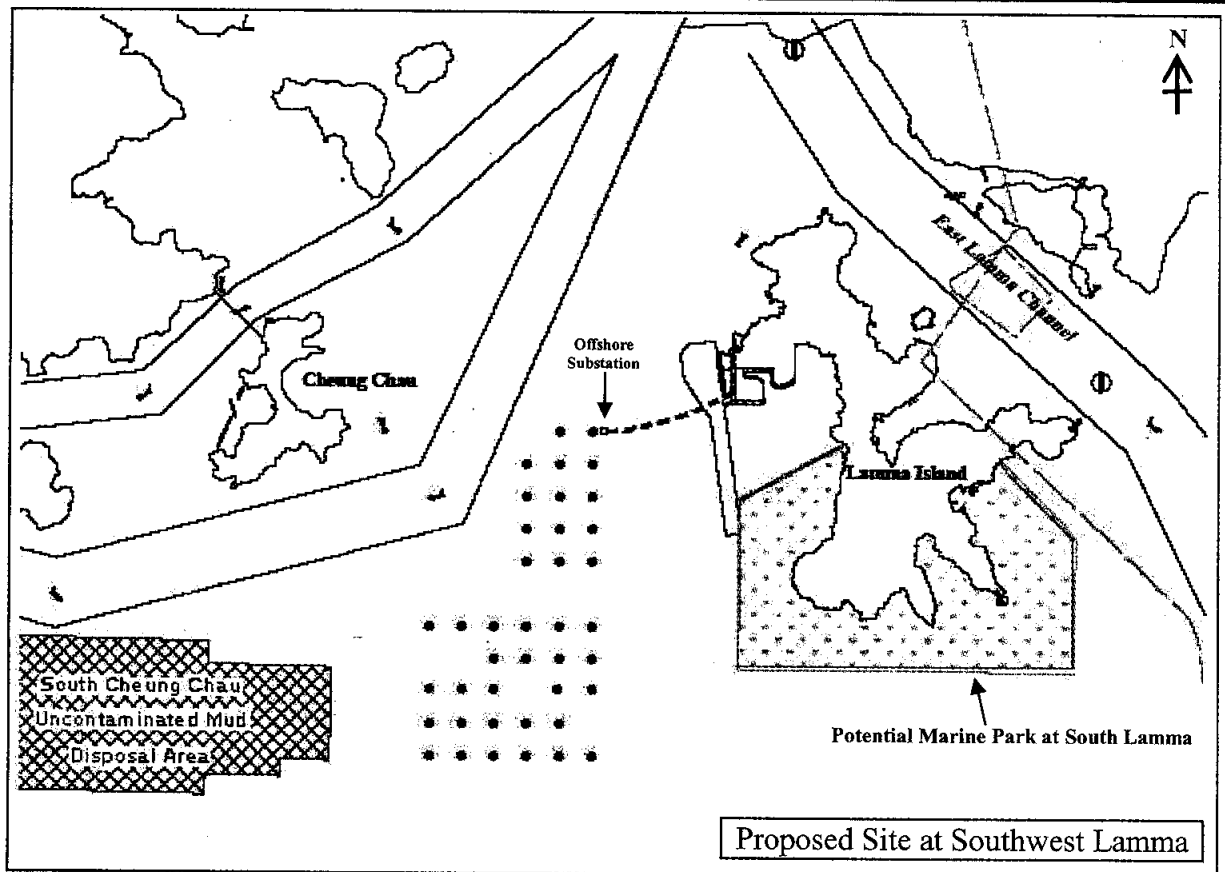 N
East Lamma Channel
Offshore
Substation
Cheung Chau
Lamma Island
South Cheung Chau
Uncontaminated Mud
Disposal Area
Potential Marine Park at South Lamma
Proposed Site at Southwest Lamma